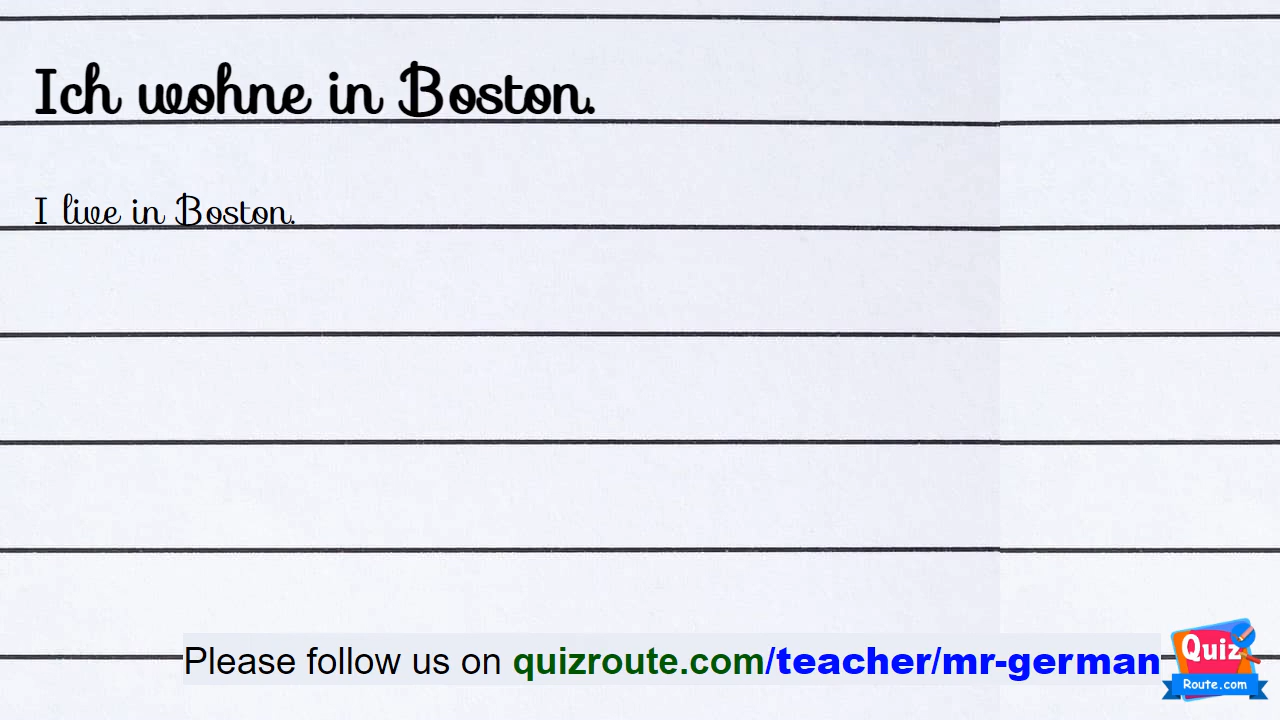 Ich wohne in Boston.
I live in Boston.
Please follow us on quizroute.com/teacher/mr-german
Quiz
Route.com